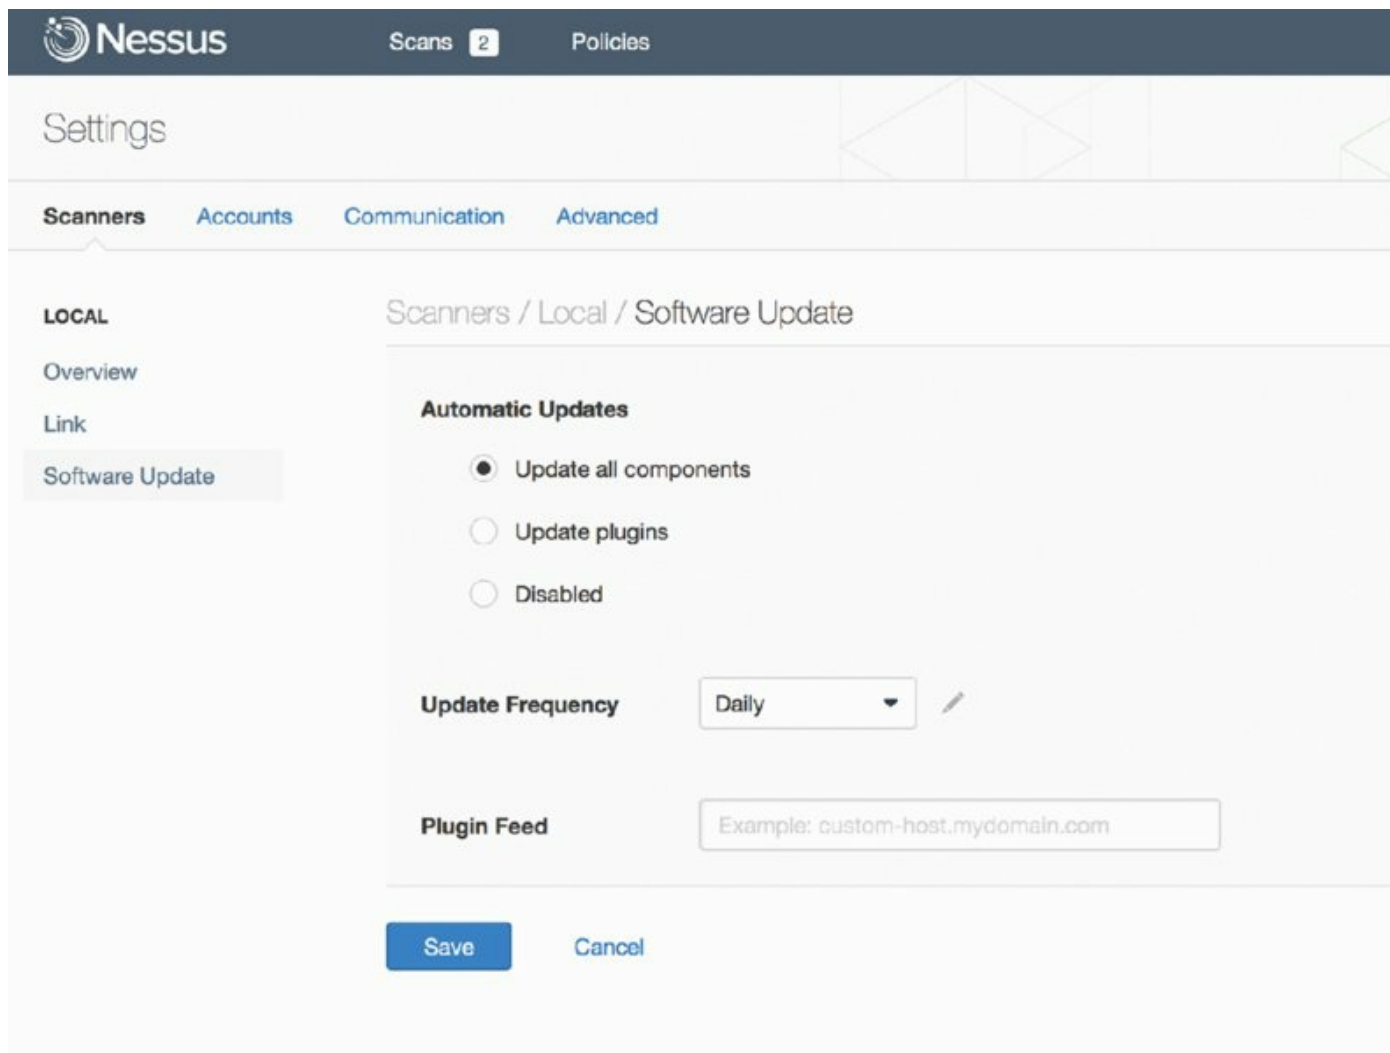 Nessus Scans 2 Policies
Settings
Scanners Accounts Communication Advanced
LOCAL
Overview
Link
Software Update
Scanners / Local / Software Update
Automatic Updates
Update all components
Update plugins
Disabled
Update Frequency Daily
Plugin Feed Example: custom-host.mydomain.com
Save Cancel